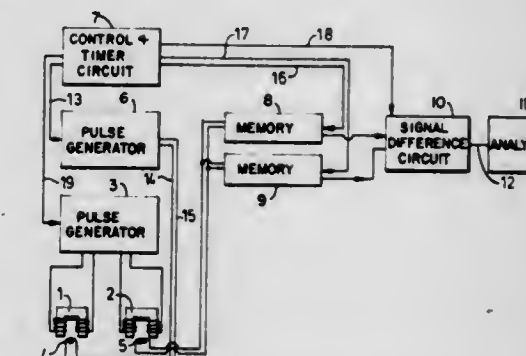 7
CONTROL +
TIMER
CIRCUIT
17
18
16
13
6
PULSE
GENERATOR
8
MEMORY
10
SIGNAL
DIFFERENCE
CIRCUIT
11
ANALY
12
MEMORY
9
14
15
19
3
PULSE
GENERATOR
1
2
5